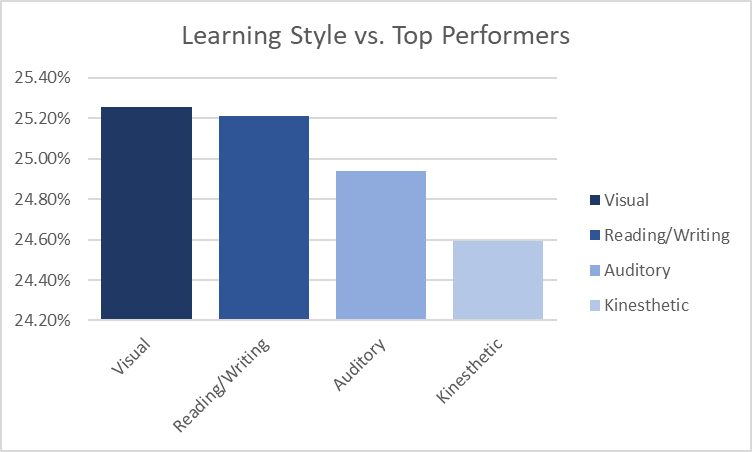 Learning Style vs. Top Performers
25.40%
25.20%
25.00%
24.80%
24.60%
24.40%
24.20%
Visual
Reading/Writing
Auditory
Kinesthetic
Visual
Reading/Writing
Auditory
Kinesthetic